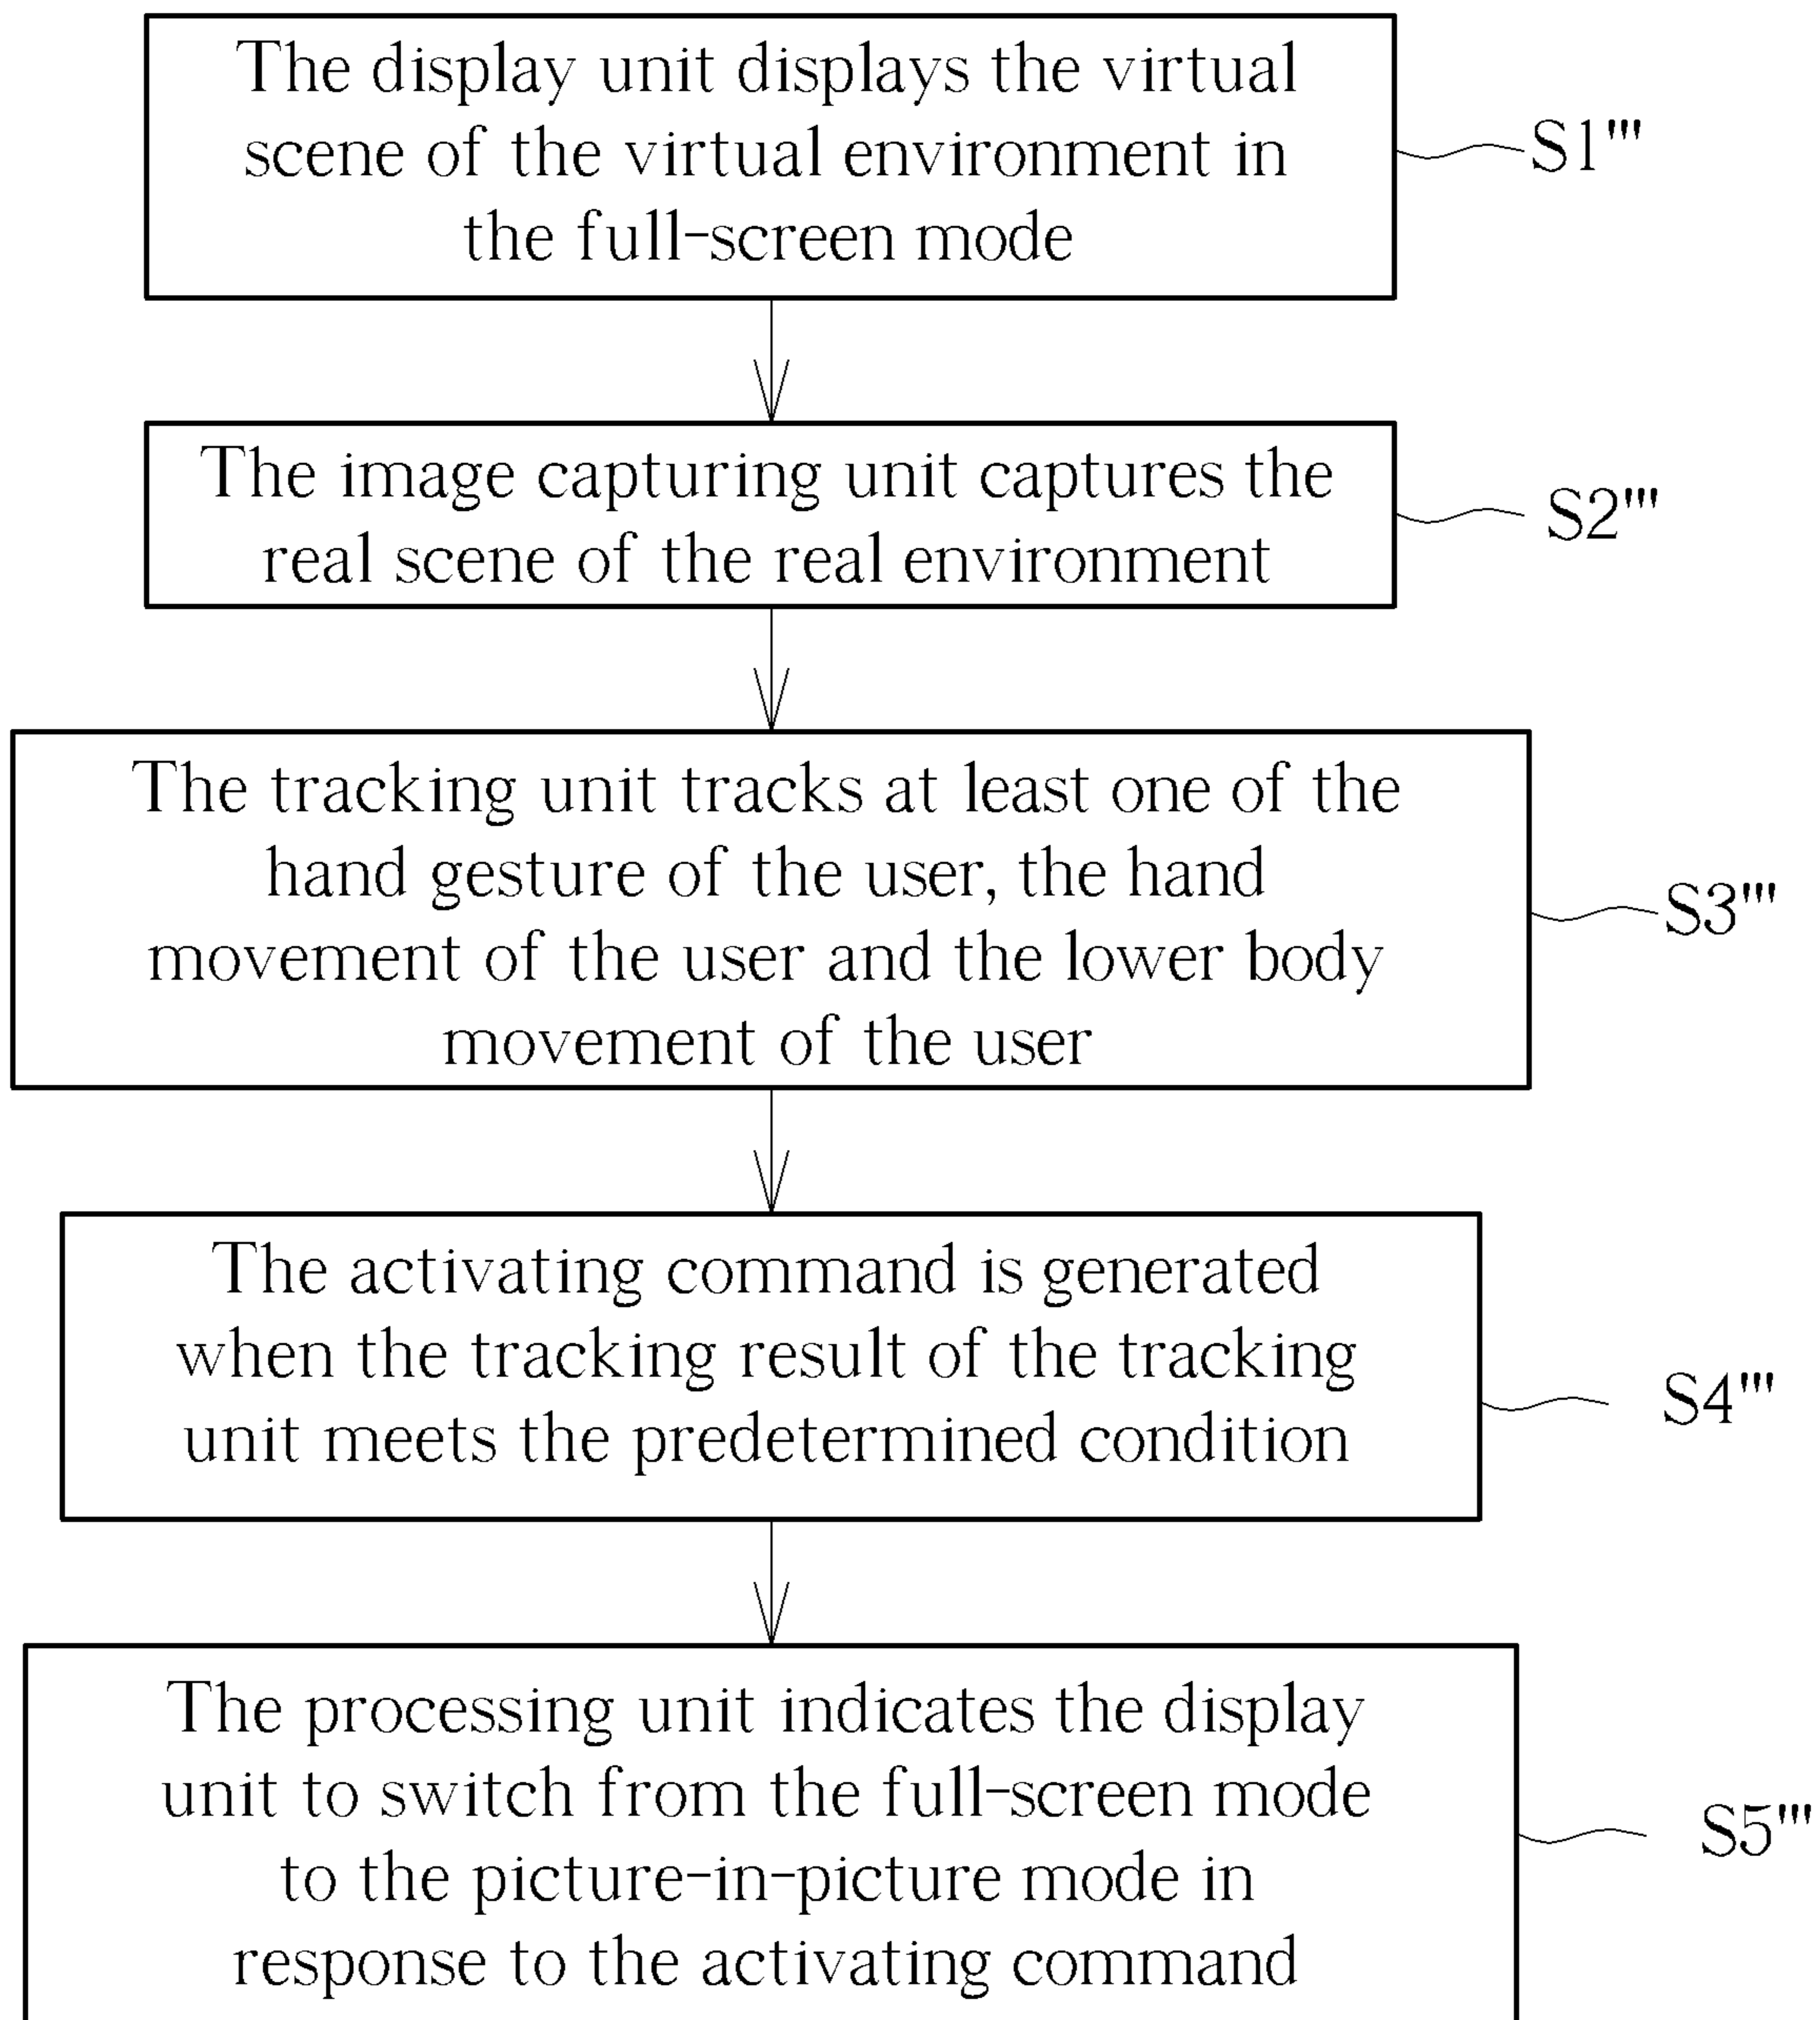 The display unit displays the virtual
scene of the virtual environment in
the full-screen mode
S1'''
The image capturing unit captures the
real scene of the real environment
S2'''
The tracking unit tracks at least one of the
hand gesture of the user, the hand
movement of the user and the lower body
movement of the user
S3'''
The activating command is generated
when the tracking result of the tracking
unit meets the predetermined condition
S4'''
The processing unit indicates the display
unit to switch from the full-screen mode
to the picture-in-picture mode in
response to the activating command
S5'''